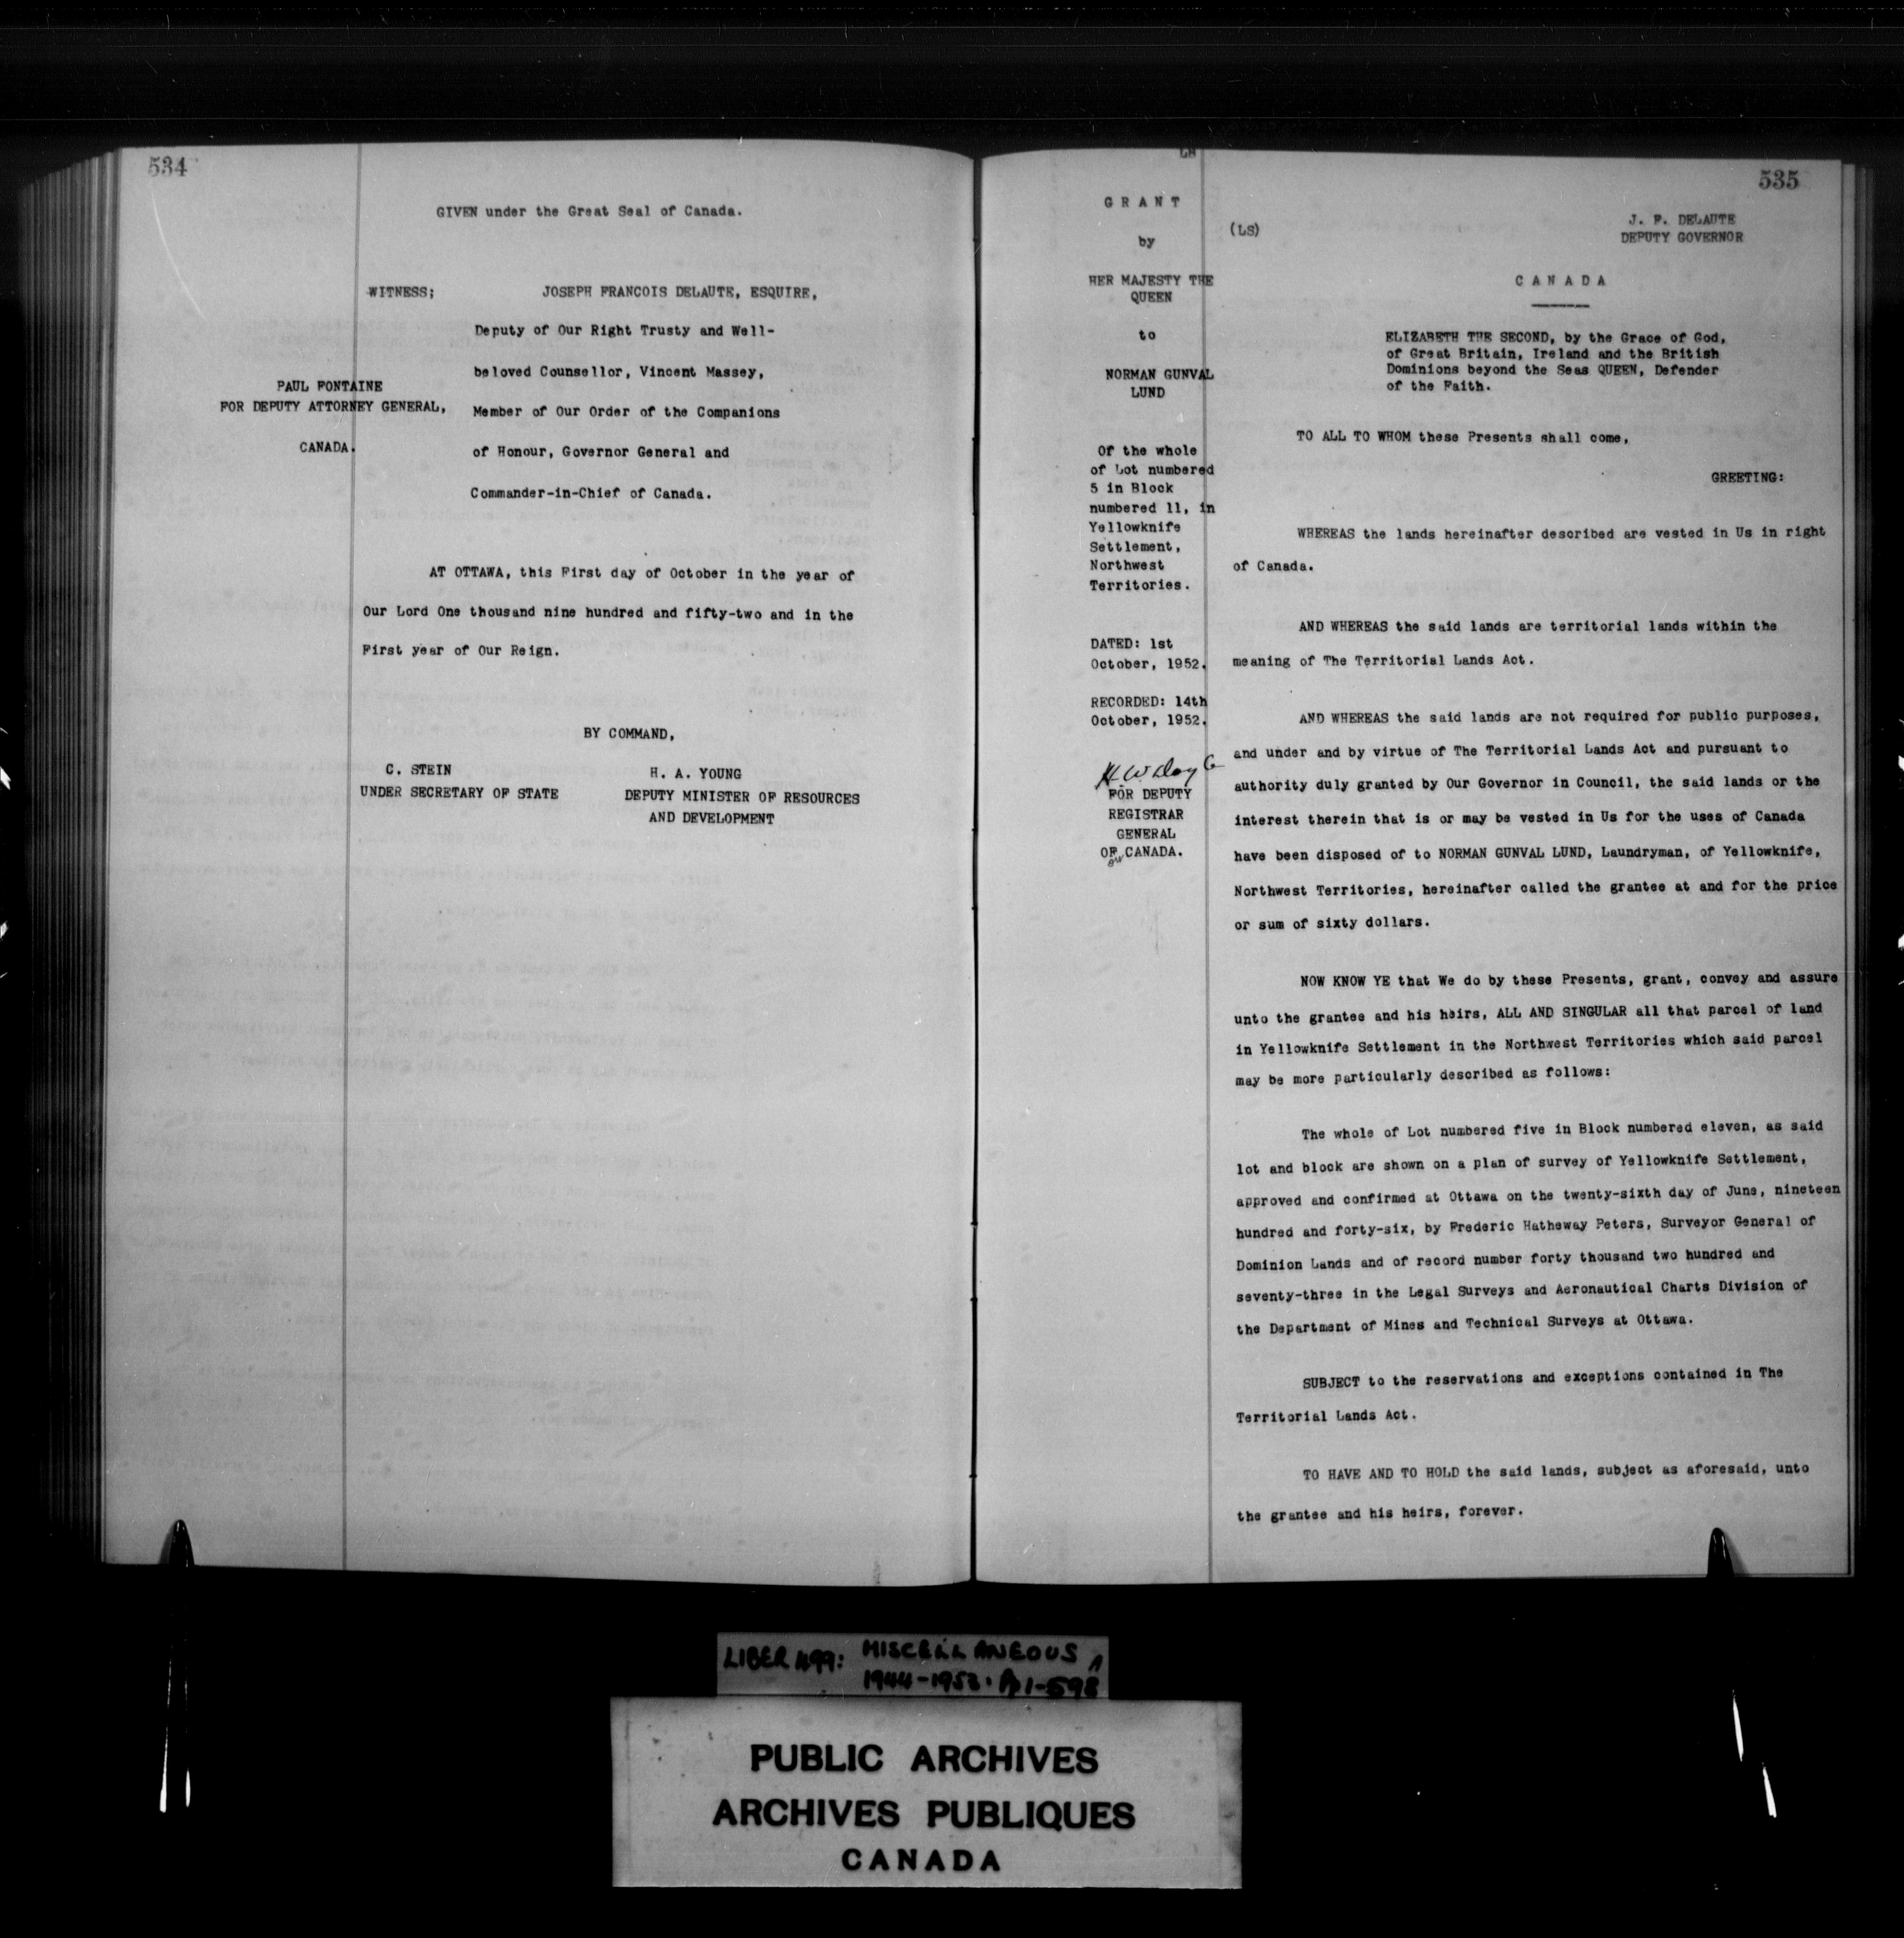 534
GIVEN under the Great Seal of Canada.
WITNESS; JOSEPH FRANCOIS DELAUTE, ESQUIRE,
Deputy of Our Right Trusty and Well-
beloved Counsellor, Vincent Massey,
Member of Our Order of the Companions
of Honour, Governor General and
Commander-in-Chief of Canada.
PAUL FONTAINE
FOR DEPUTY ATTORNEY GENERAL,
CANADA.
AT OTTAWA, this First day of October in the year of
Our Lord One thousand nine hundred and fifty-two and in the
First year of Our Reign.
BY COMMAND,
C. STEIN
UNDER SECRETARY OF STATE
H. A. YOUNG
DEPUTY MINISTER OF RESOURCES
AND DEVELOPMENT
535
GRANT
by
HER MAJESTY THE
QUEEN
to
NORMAN GUNVAL
LUND
Of the whole
of Lot numbered
5 in Block
numbered 11, in
Yellowknife
Settlement,
Northwest
Territories.
DATED: 1st
October, 1952.
RECORDED: 14th
October, 1952.
FOR DEPUTY
REGISTRAR
GENERAL
OF CANADA.
(LS)
J. F. DELAUTE
DEPUTY GOVERNOR
CANADA
ELIZABETH THE SECOND, by the Grace of God,
of Great Britain, Ireland and the British
Dominions beyond the Seas QUEEN, Defender
of the Faith.
TO ALL TO WHOM these Presents shall come,
GREETING:
WHEREAS the lands hereinafter described are vested in Us in right
of Canada.
AND WHEREAS the said lands are territorial lands within the
meaning of The Territorial Lands Act.
AND WHEREAS the said lands are not required for public purposes,
and under and by virtue of The Territorial Lands Act and pursuant to
authority duly granted by Our Governor in Council, the said lands or the
interest therein that is or may be vested in Us for the uses of Canada
have been disposed of to NORMAN GUNVAL LUND, Laundryman, of Yellowknife,
Northwest Territories, hereinafter called the grantee at and for the price
or sum of sixty dollars.
NOW KNOW YE that We do by these Presents, grant, convey and assure
unto the grantee and his heirs, ALL AND SINGULAR all that parcel of land
in Yellowknife Settlement in the Northwest Territories which said parcel
may be more particularly described as follows:
The whole of Lot numbered five in Block numbered eleven, as said
lot and block are shown on a plan of survey of Yellowknife Settlement,
approved and confirmed at Ottawa on the twenty-sixth day of June, nineteen
hundred and forty-six, by Frederic Hatheway Peters, Surveyor General of
Dominion Lands and of record number forty thousand two hundred and
seventy-three in the Legal Surveys and Aeronautical Charts Division of
the Department of Mines and Technical Surveys at Ottawa.
SUBJECT to the reservations and exceptions contained in The
Territorial Lands Act.
TO HAVE AND TO HOLD the said lands, subject as aforesaid, unto
the grantee and his heirs, forever.
LIBER 499: MISCELLANEOUS
1944-1953. Pp 1-598
PUBLIC ARCHIVES
ARCHIVES PUBLIQUES
CANADA